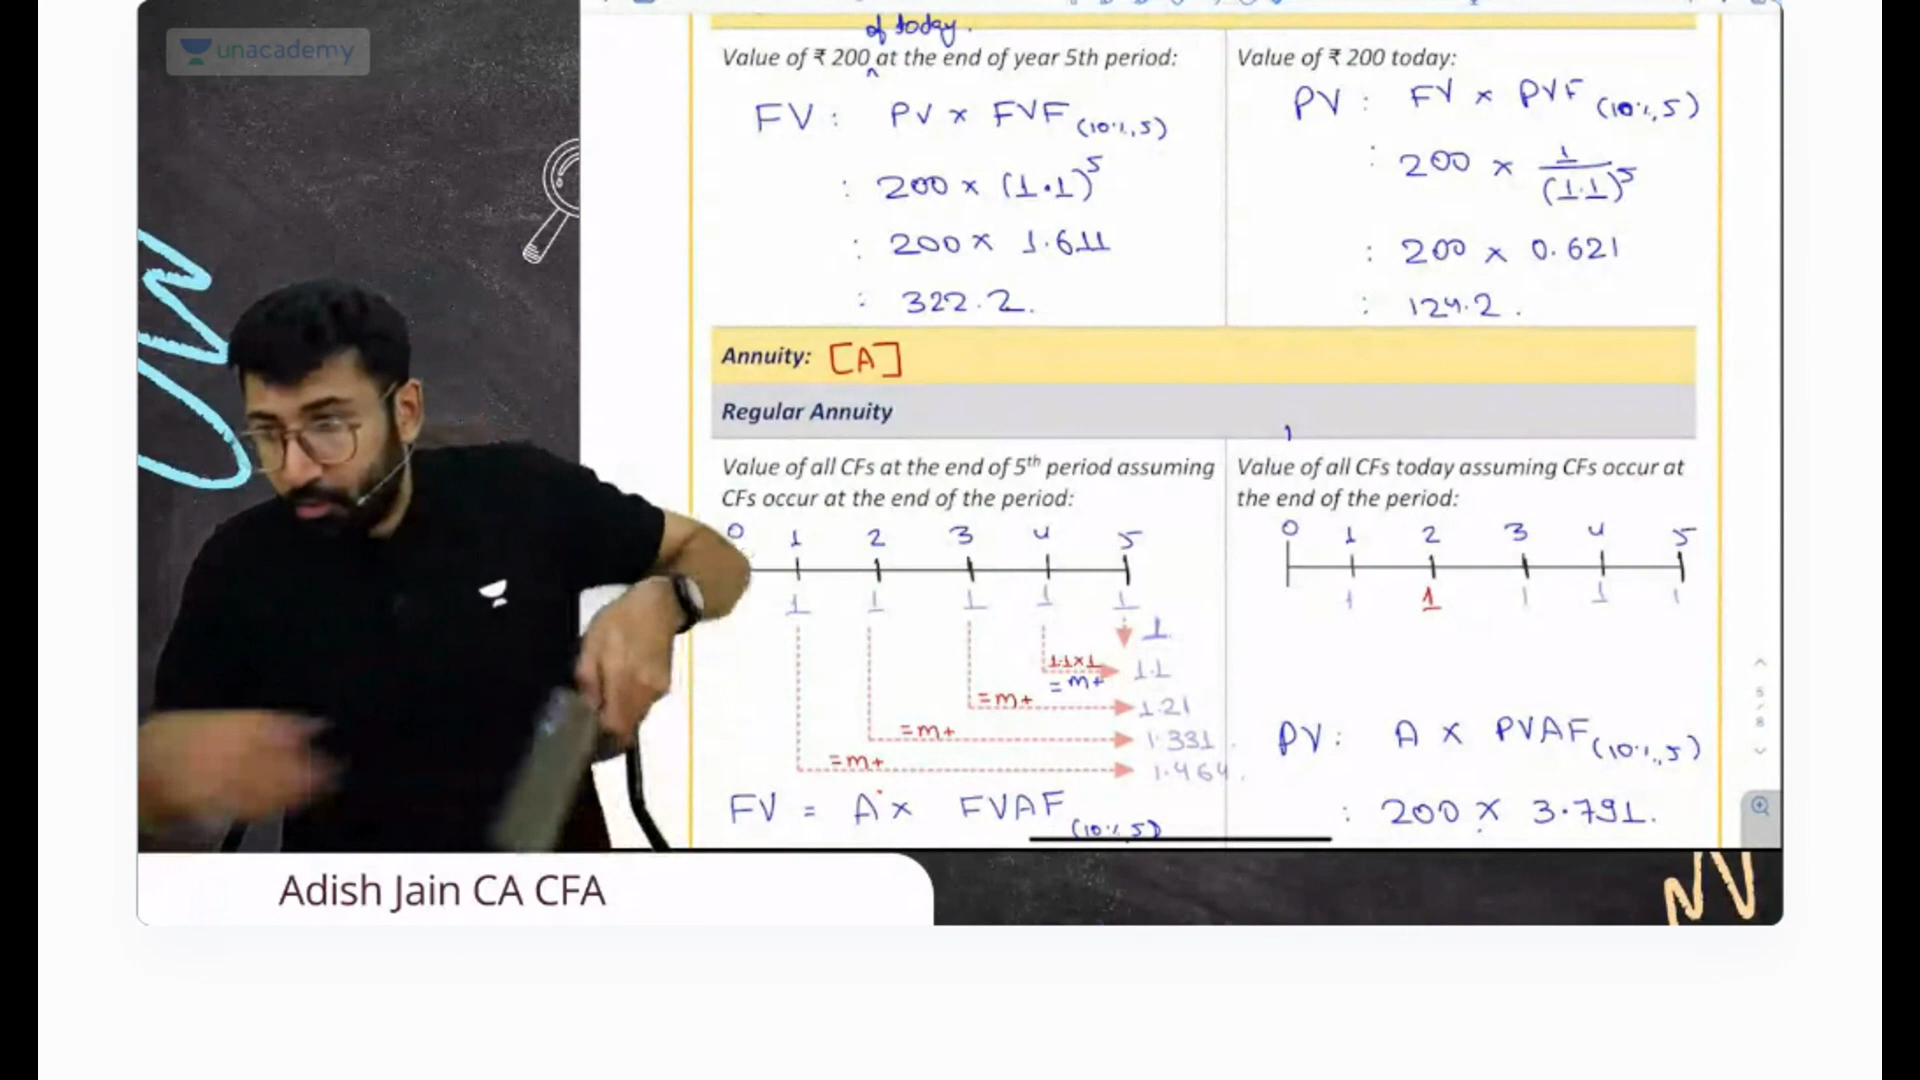 unacademy
of today.
Value of ₹ 200 ^ at the end of year 5th period:
FV : PV × FVF (10%, 5)
: 200 × (1.1)^5
: 200 × 1.611
: 322.2.
Value of ₹ 200 today:
PV : FV × PVF (10%, 5)
: 200 × 1/(1.1)^5
: 200 × 0.621
: 124.2.
Annuity: [A]
Regular Annuity
Value of all CFs at the end of 5th period assuming
CFs occur at the end of the period:
0 1 2 3 4 5
1 1 1 1 1
1.
1.1×1
= m+ 1.1
= m+ 1.21
= m+ 1.331
= m+ 1.464.
FV = A × FVAF (10%, 5)
Value of all CFs today assuming CFs occur at
the end of the period:
0 1 2 3 4 5
1 1 1 1 1
PV : A × PVAF (10%, 5)
: 200 × 3.791.
5
/
8
Adish Jain CA CFA